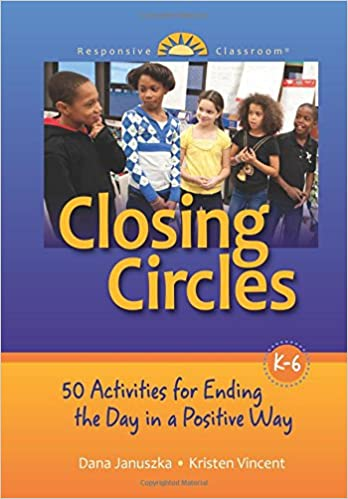 Responsive Classroom®
Closing
Circles
K-6
50 Activities for Ending
the Day in a Positive Way
Dana Januszka • Kristen Vincent